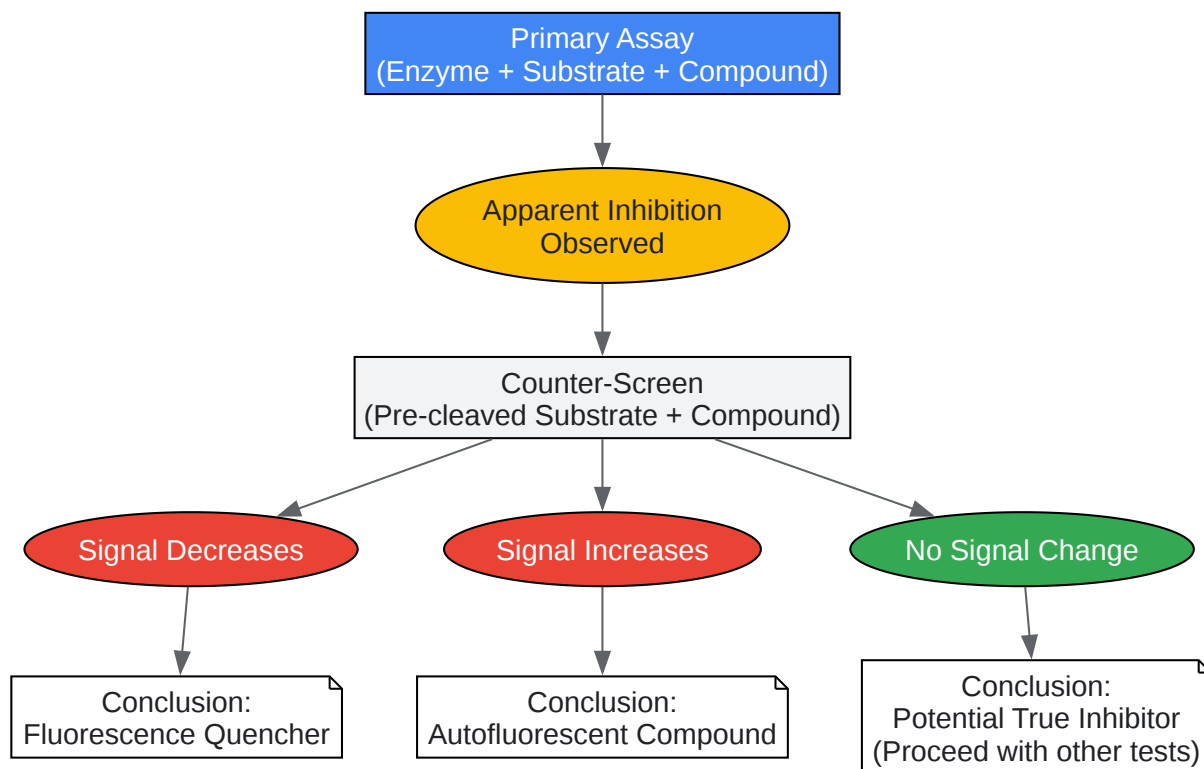 Primary Assay
(Enzyme + Substrate + Compound)
Apparent Inhibition
Observed
Counter-Screen
(Pre-cleaved Substrate + Compound)
Signal Decreases
Signal Increases
No Signal Change
Conclusion:
Fluorescence Quencher
Conclusion:
Autofluorescent Compound
Conclusion:
Potential True Inhibitor
(Proceed with other tests)